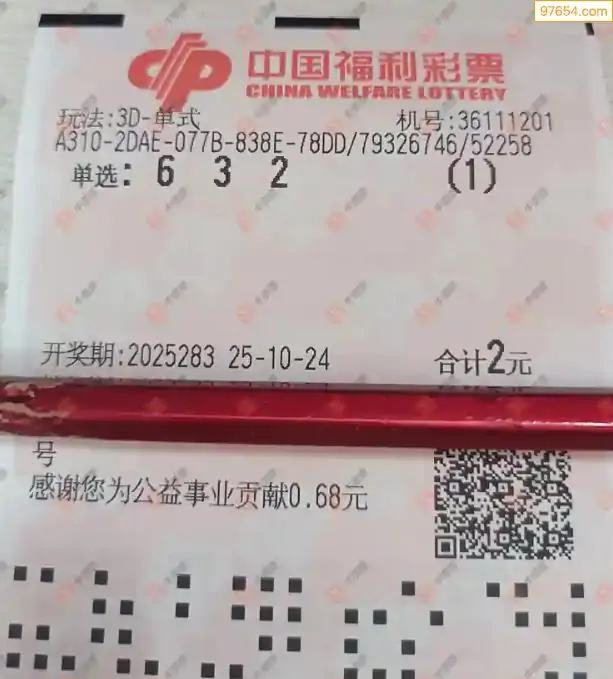 97654.com
中国福利彩票
CHINA WELFARE LOTTERY
玩法:3D-单式 机号:36111201
A310-2DAE-077B-838E-78DD/79326746/52258
单选: 6 3 2 (1)
开奖期:2025283 25-10-24 合计2元
号
感谢您为公益事业贡献0.68元